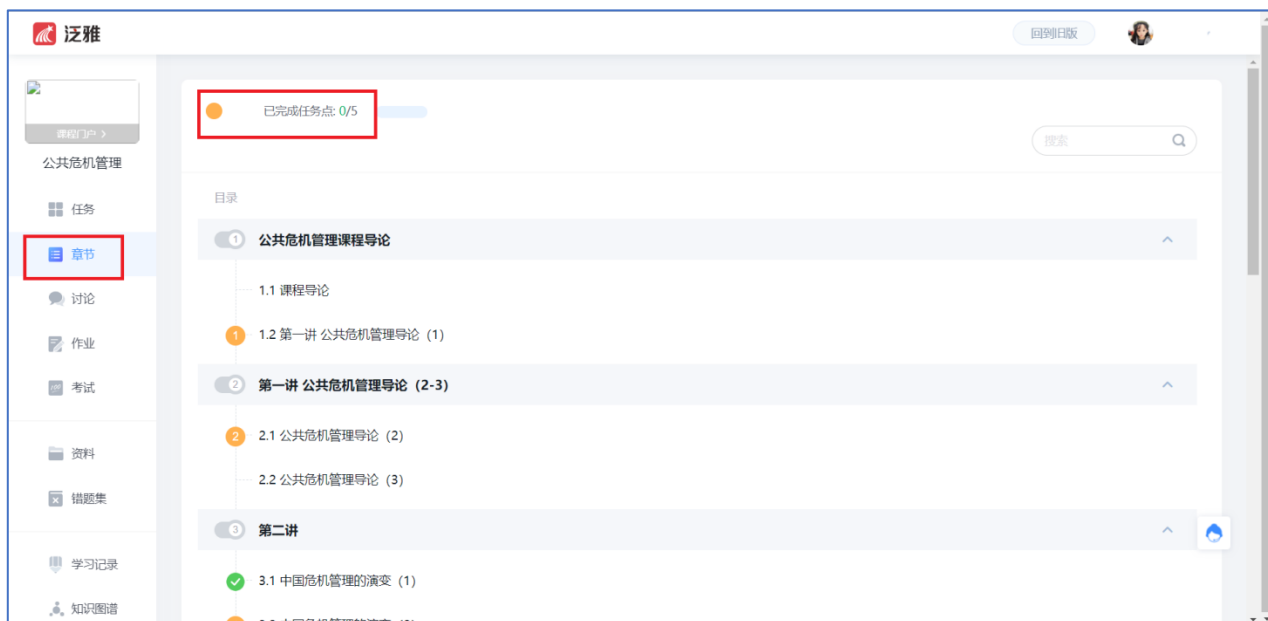 泛雅
回到旧版
课程门户 >
公共危机管理
任务
章节
讨论
作业
考试
资料
错题集
学习记录
知识图谱
已完成任务点: 0/5
搜索
目录
1 公共危机管理课程导论
1.1 课程导论
1 1.2 第一讲 公共危机管理导论（1）
2 第一讲 公共危机管理导论（2-3）
2 2.1 公共危机管理导论（2）
2.2 公共危机管理导论（3）
3 第二讲
3.1 中国危机管理的演变（1）